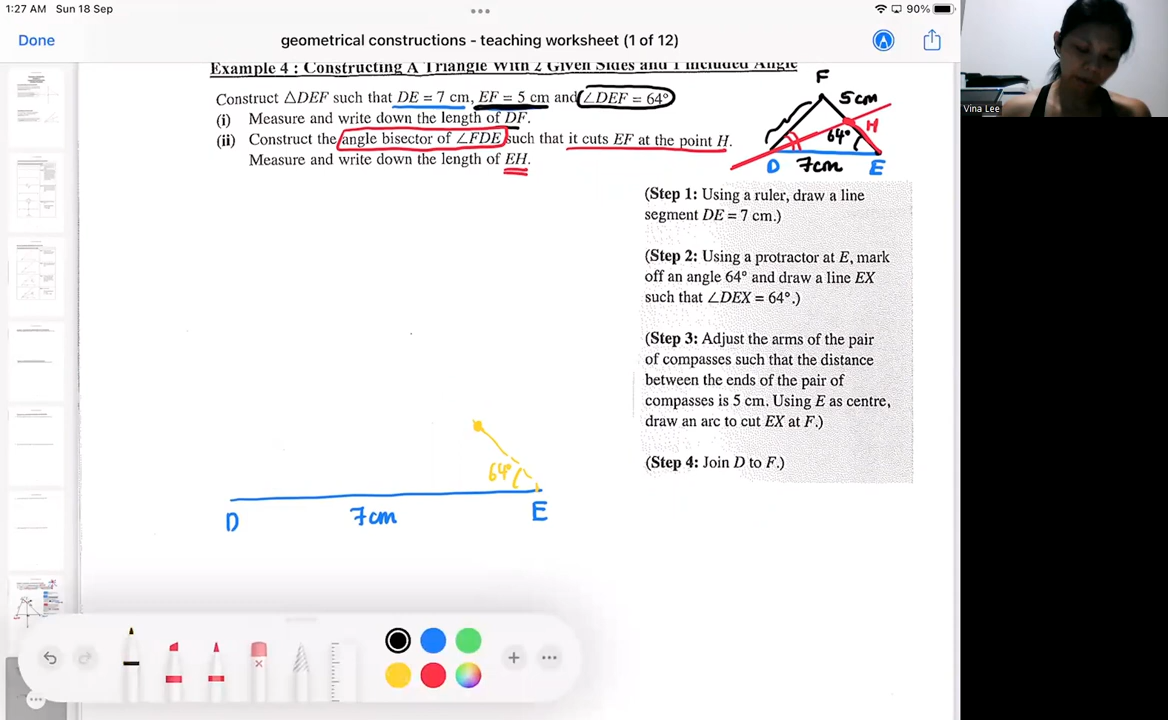 1:27 AM Sun 18 Sep
90%
Done
geometrical constructions - teaching worksheet (1 of 12)
Vina Lee
Example 4 : Constructing A Triangle With 2 Given Sides and 1 Included Angle
Construct △DEF such that DE = 7 cm, EF = 5 cm and ∠DEF = 64°
(i) Measure and write down the length of DF.
(ii) Construct the angle bisector of ∠FDE such that it cuts EF at the point H.
Measure and write down the length of EH.
F
5cm
H
64°
D 7cm E
(Step 1: Using a ruler, draw a line
segment DE = 7 cm.)
(Step 2: Using a protractor at E, mark
off an angle 64° and draw a line EX
such that ∠DEX = 64°.)
(Step 3: Adjust the arms of the pair
of compasses such that the distance
between the ends of the pair of
compasses is 5 cm. Using E as centre,
draw an arc to cut EX at F.)
(Step 4: Join D to F.)
64°
D 7cm E